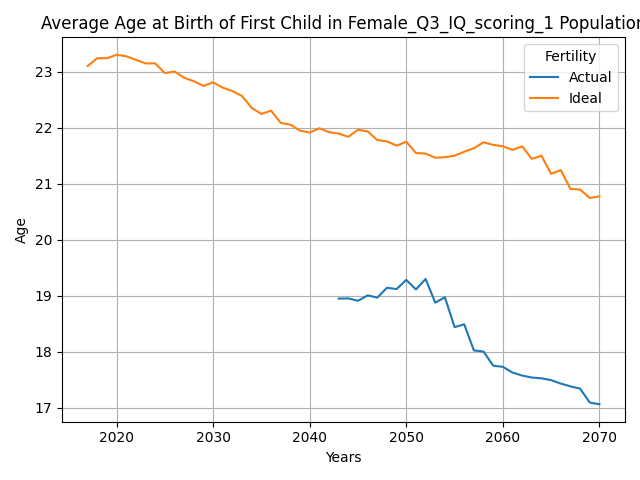 Average Age at Birth of First Child in Female_Q3_IQ_scoring_1 Population
Fertility
Actual
Ideal
23
22
21
20
19
18
17
Age
2020
2030
2040
2050
2060
2070
Years